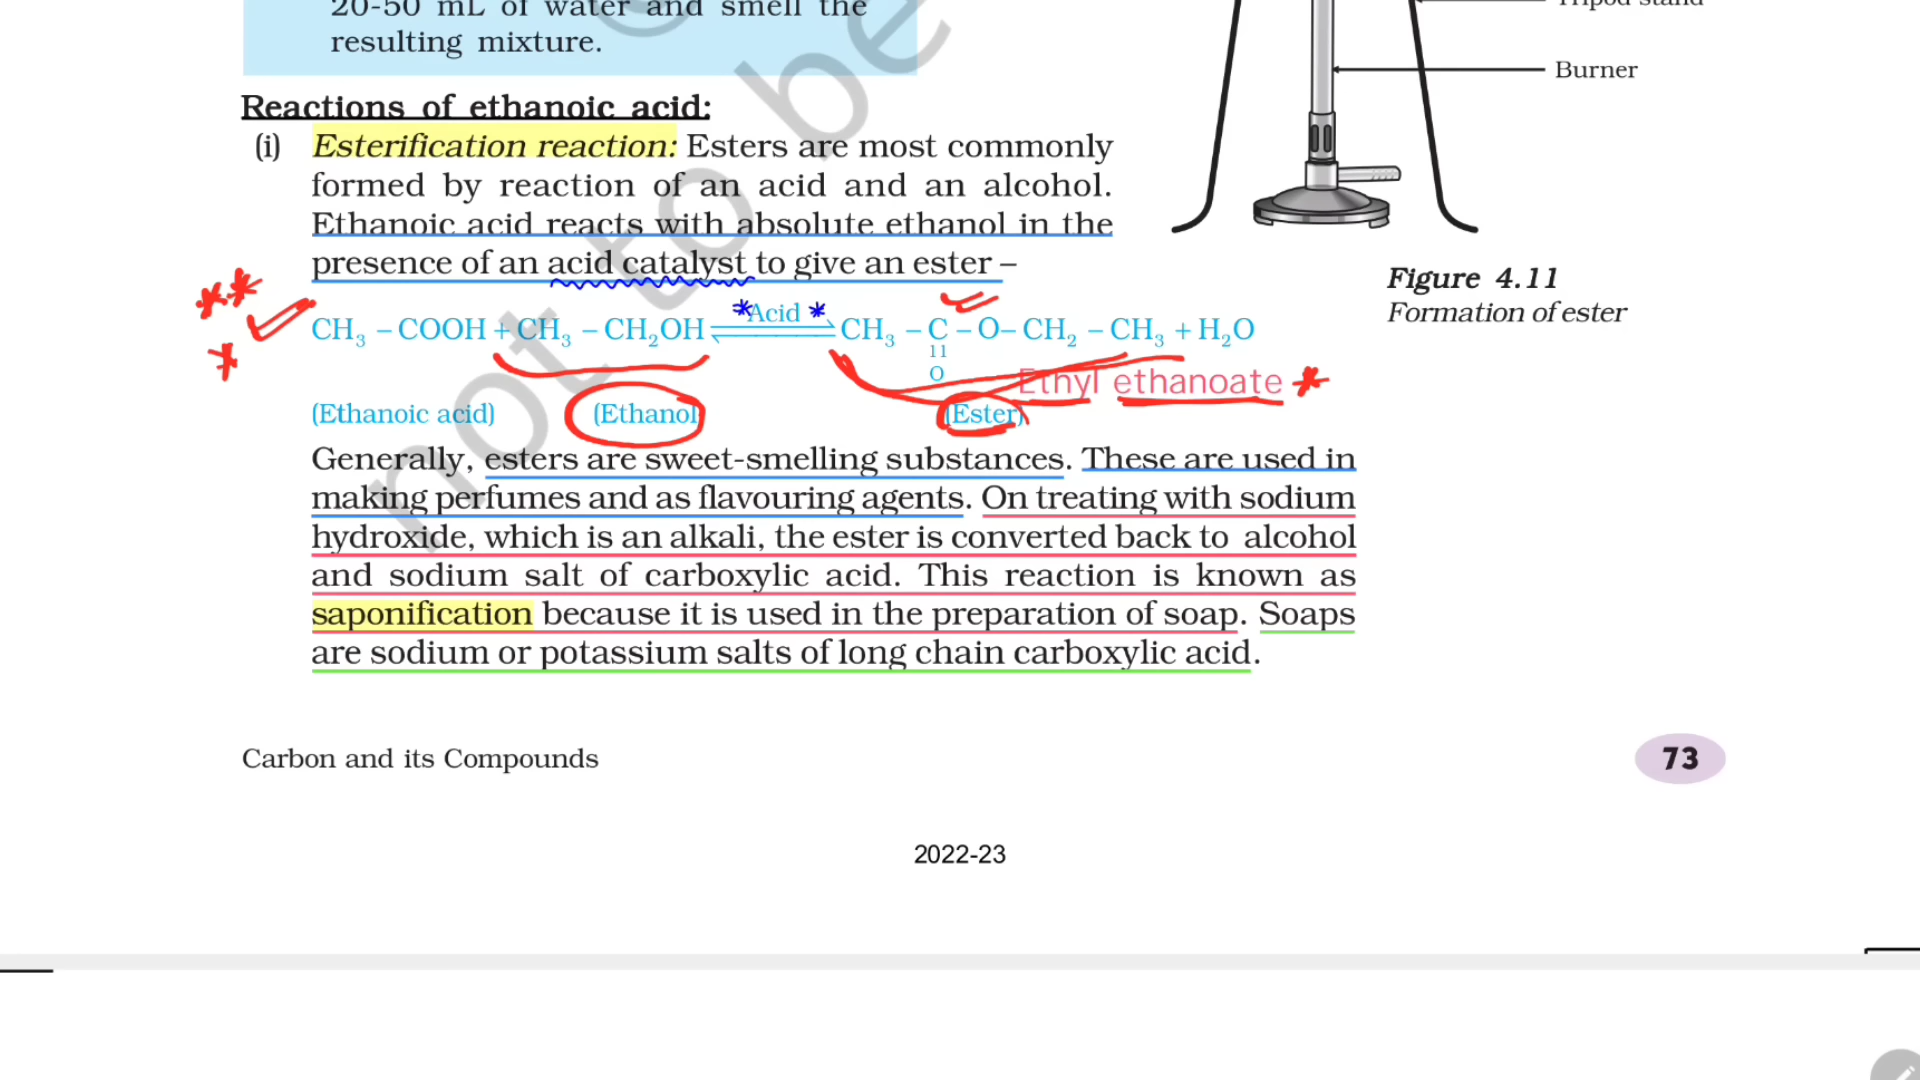 20-50 mL of water and smell the
resulting mixture.
Tripod stand
Burner
Reactions of ethanoic acid:
(i) Esterification reaction: Esters are most commonly
formed by reaction of an acid and an alcohol.
Ethanoic acid reacts with absolute ethanol in the
presence of an acid catalyst to give an ester –
Figure 4.11
Formation of ester
*Acid *
CH₃ – COOH + CH₃ – CH₂OH ⇌ CH₃ – C – O– CH₂ – CH₃ + H₂O
11
O Ethyl ethanoate
(Ethanoic acid) (Ethanol) (Ester)
Generally, esters are sweet-smelling substances. These are used in
making perfumes and as flavouring agents. On treating with sodium
hydroxide, which is an alkali, the ester is converted back to alcohol
and sodium salt of carboxylic acid. This reaction is known as
saponification because it is used in the preparation of soap. Soaps
are sodium or potassium salts of long chain carboxylic acid.
not to be
Carbon and its Compounds
73
2022-23